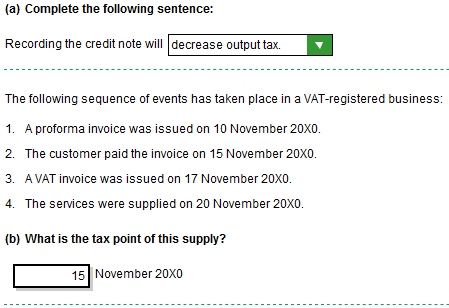 (a) Complete the following sentence:
Recording the credit note will decrease output tax.
The following sequence of events has taken place in a VAT-registered business:
1. A proforma invoice was issued on 10 November 20X0.
2. The customer paid the invoice on 15 November 20X0.
3. A VAT invoice was issued on 17 November 20X0.
4. The services were supplied on 20 November 20X0.
(b) What is the tax point of this supply?
15 November 20X0